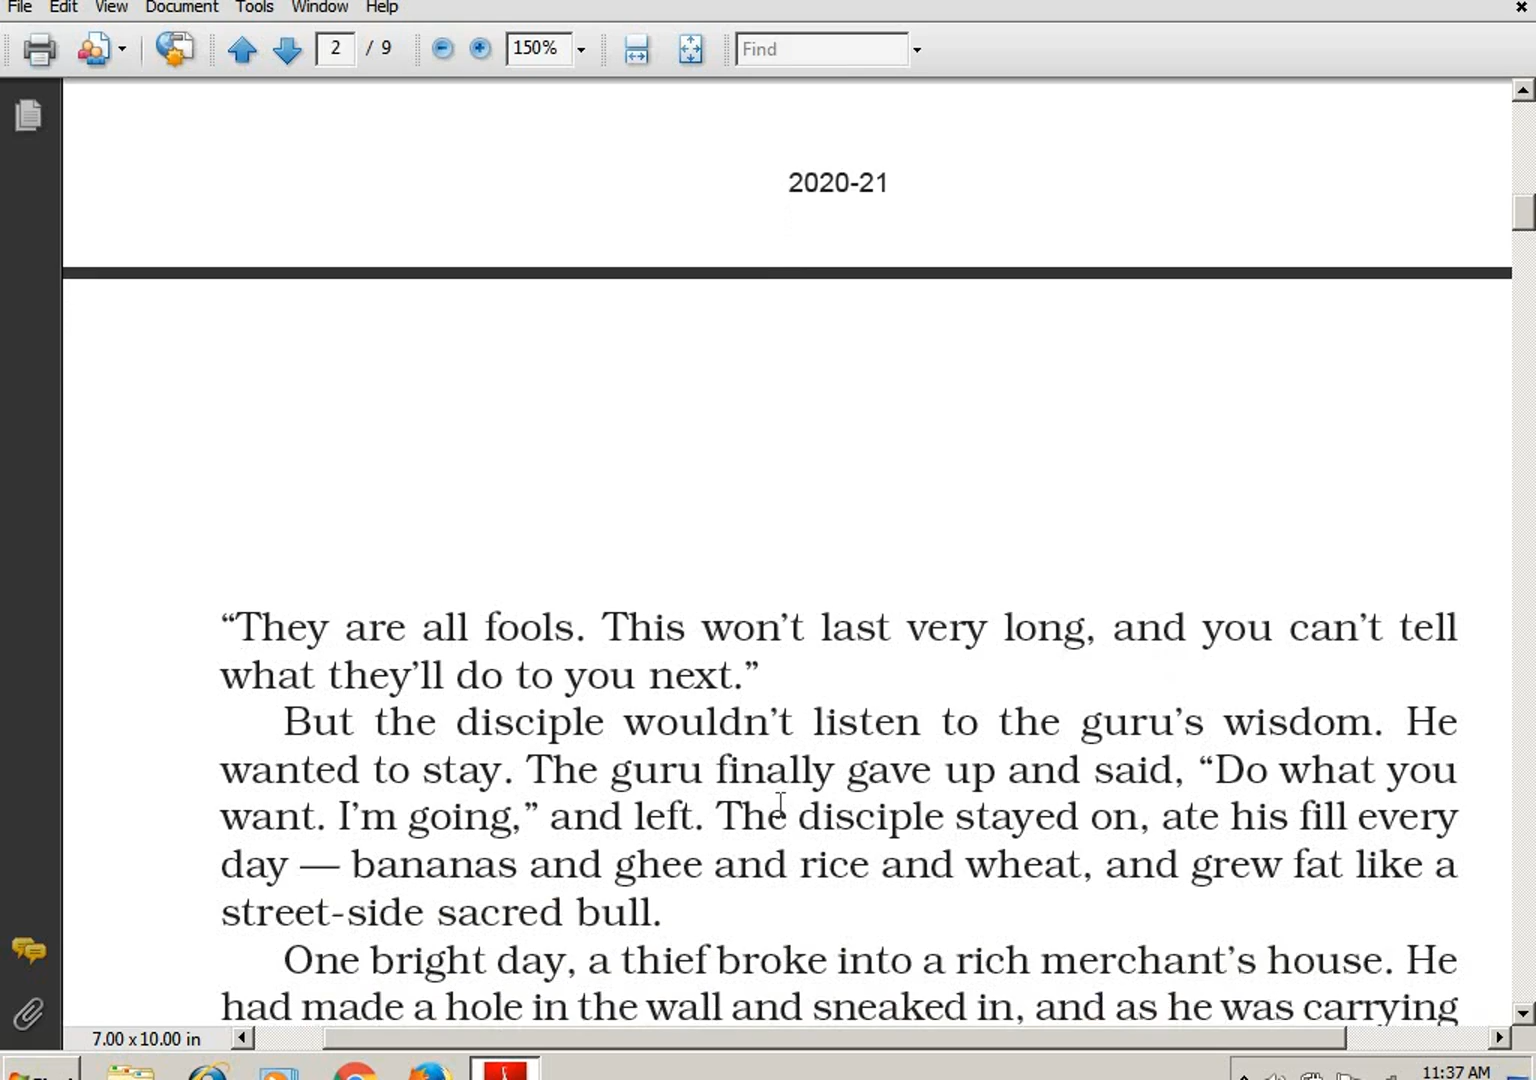 File Edit View Document Tools Window Help
2 / 9 150% Find
2020-21
“They are all fools. This won’t last very long, and you can’t tell
what they’ll do to you next.”
But the disciple wouldn’t listen to the guru’s wisdom. He
wanted to stay. The guru finally gave up and said, “Do what you
want. I’m going,” and left. The disciple stayed on, ate his fill every
day — bananas and ghee and rice and wheat, and grew fat like a
street-side sacred bull.
One bright day, a thief broke into a rich merchant’s house. He
had made a hole in the wall and sneaked in, and as he was carrying
7.00 x 10.00 in
11:37 AM